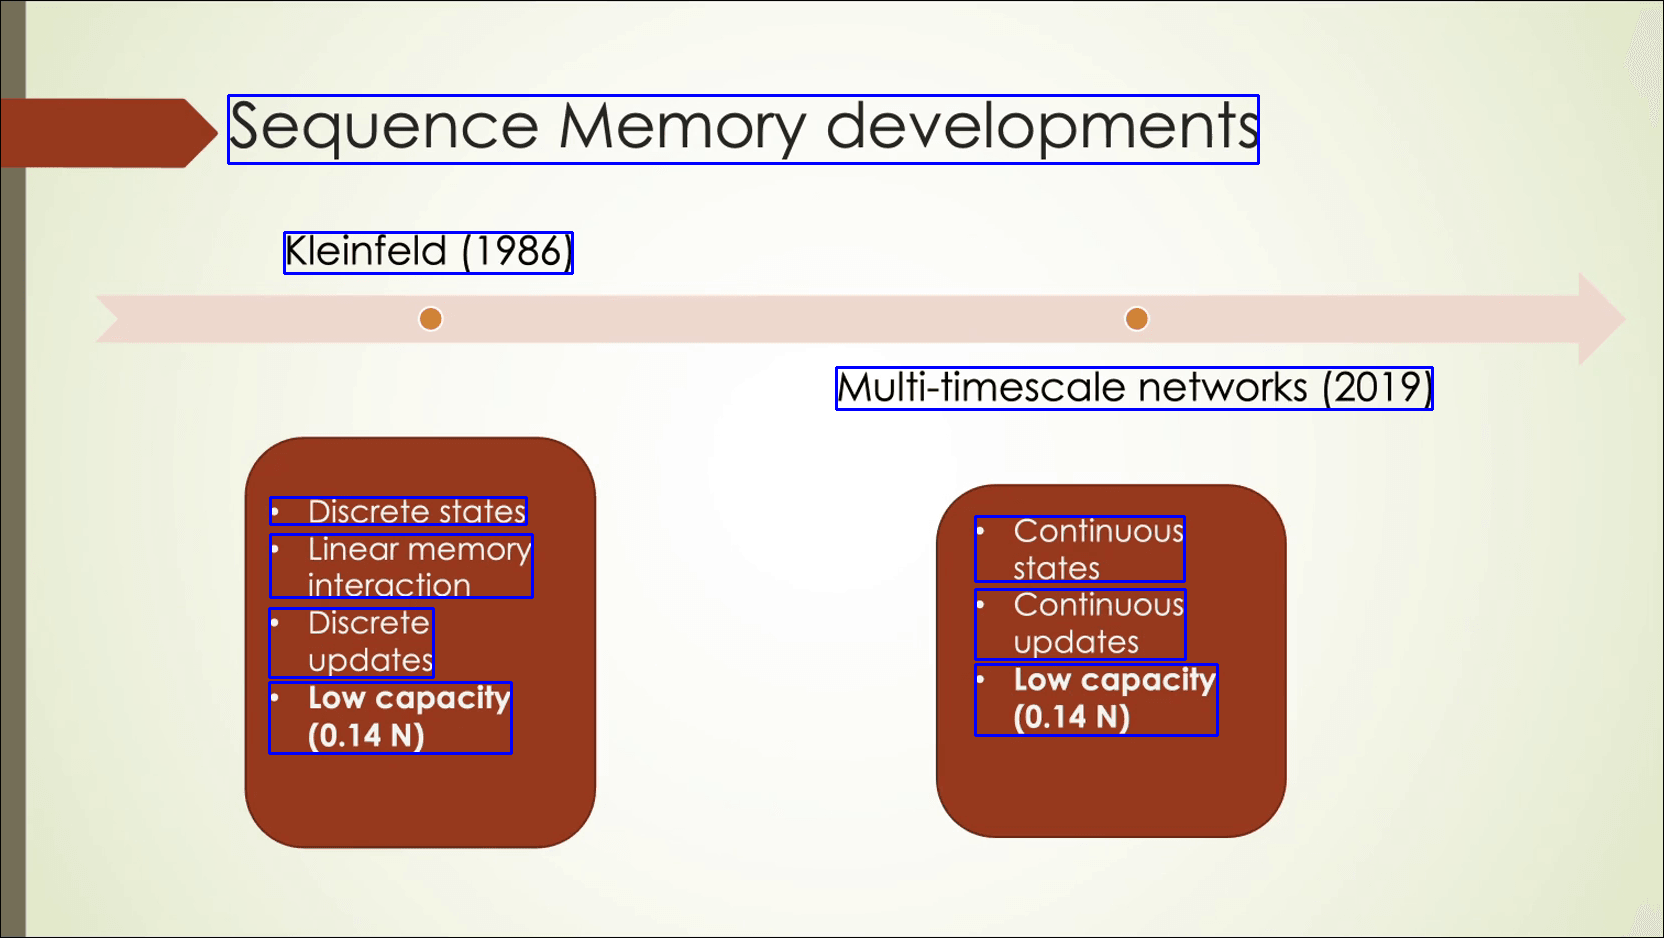 Sequence Memory developments
Kleinfeld (1986)
Multi-timescale networks (2019)
• Discrete states
• Linear memory
interaction
• Discrete
updates
• Low capacity
(0.14 N)
• Continuous
states
• Continuous
updates
• Low capacity
(0.14 N)